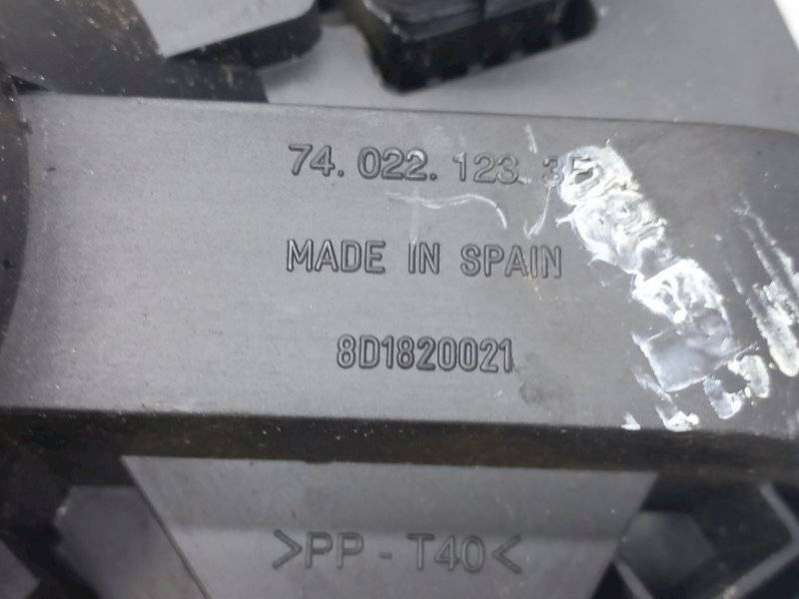 74. 022. 123.
MADE IN SPAIN
8D1820021
>PP - T40<